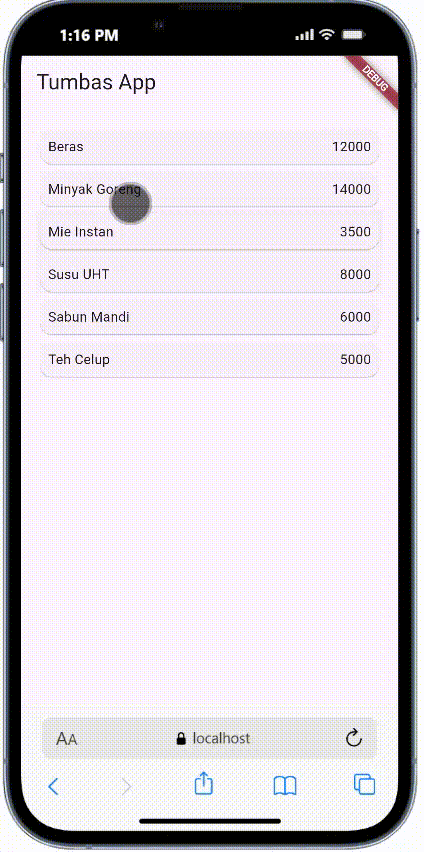 1:16 PM
DEBUG
Tumbas App
Beras 12000
Minyak Goreng 14000
Mie Instan 3500
Susu UHT 8000
Sabun Mandi 6000
Teh Celup 5000
AA localhost